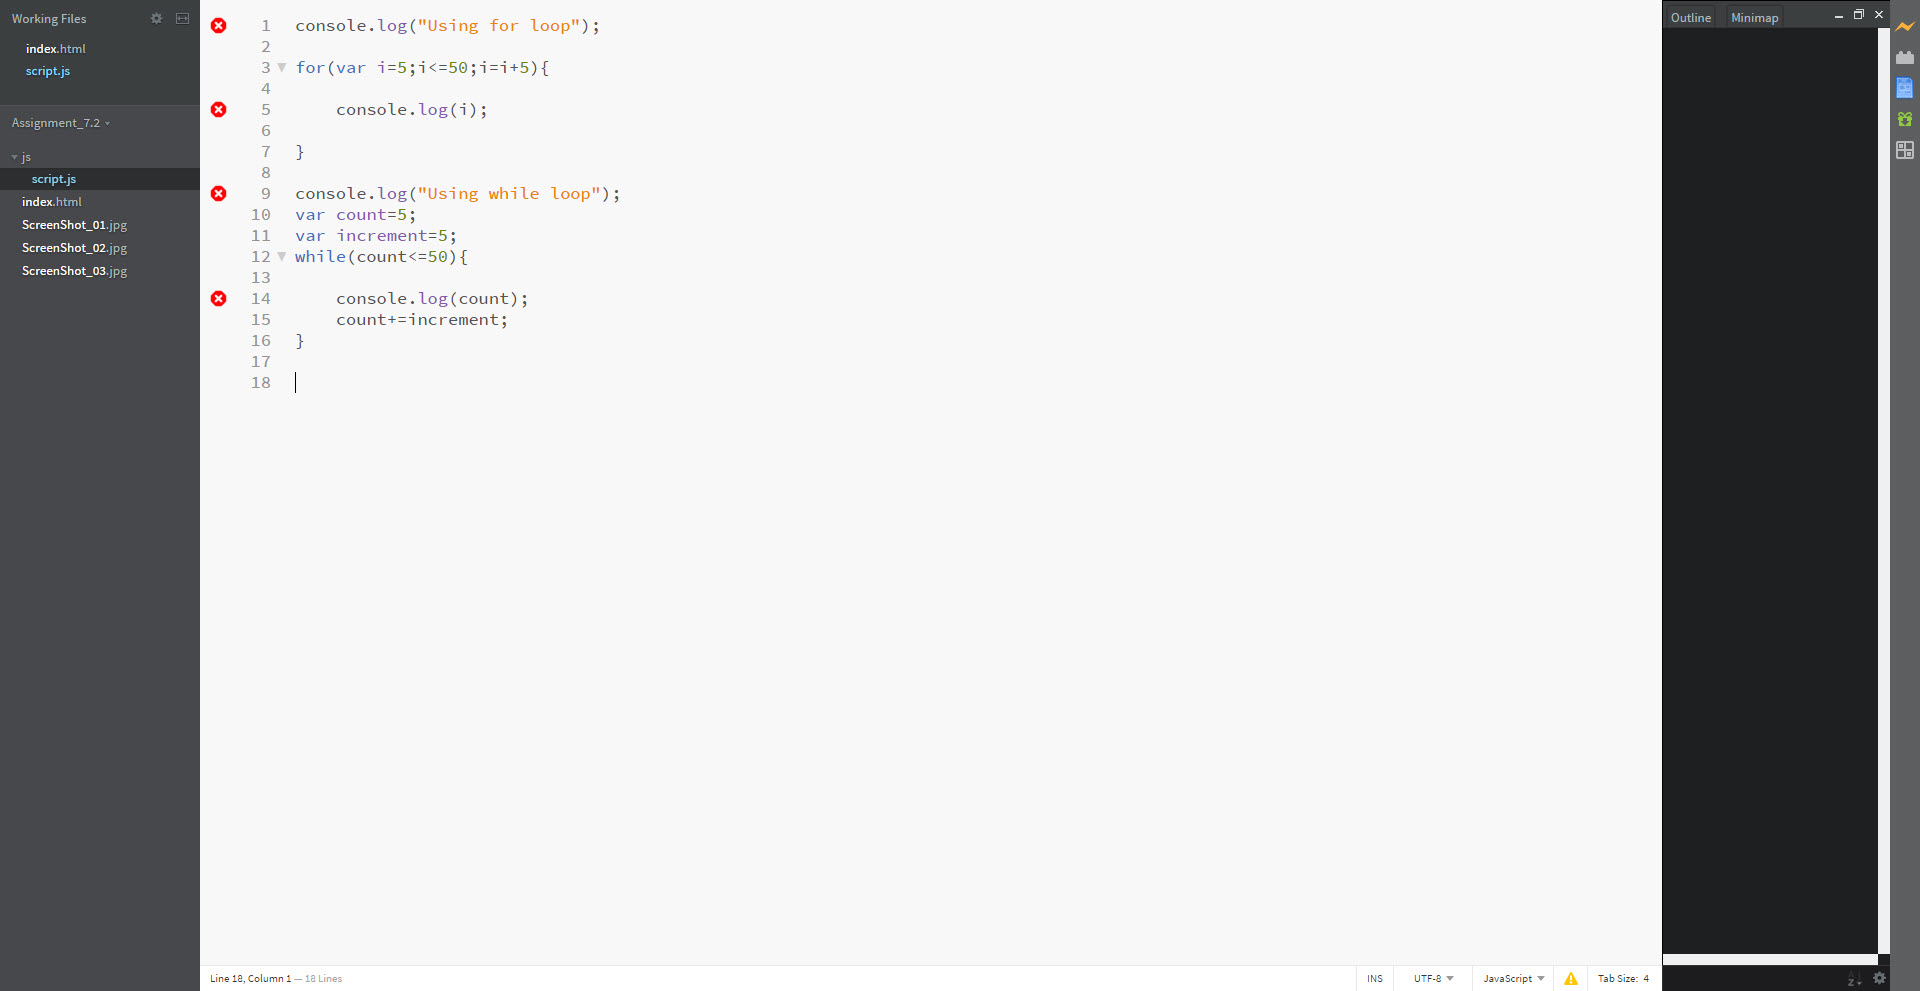 Working Files
index.html
script.js
Assignment_7.2
js
script.js
index.html
ScreenShot_01.jpg
ScreenShot_02.jpg
ScreenShot_03.jpg
1 console.log("Using for loop");
2
3 for(var i=5;i<=50;i=i+5){
4
5     console.log(i);
6
7 }
8
9 console.log("Using while loop");
10 var count=5;
11 var increment=5;
12 while(count<=50){
13
14     console.log(count);
15     count+=increment;
16 }
17
18
Outline Minimap
Line 18, Column 1 — 18 Lines
INS UTF-8 JavaScript Tab Size: 4